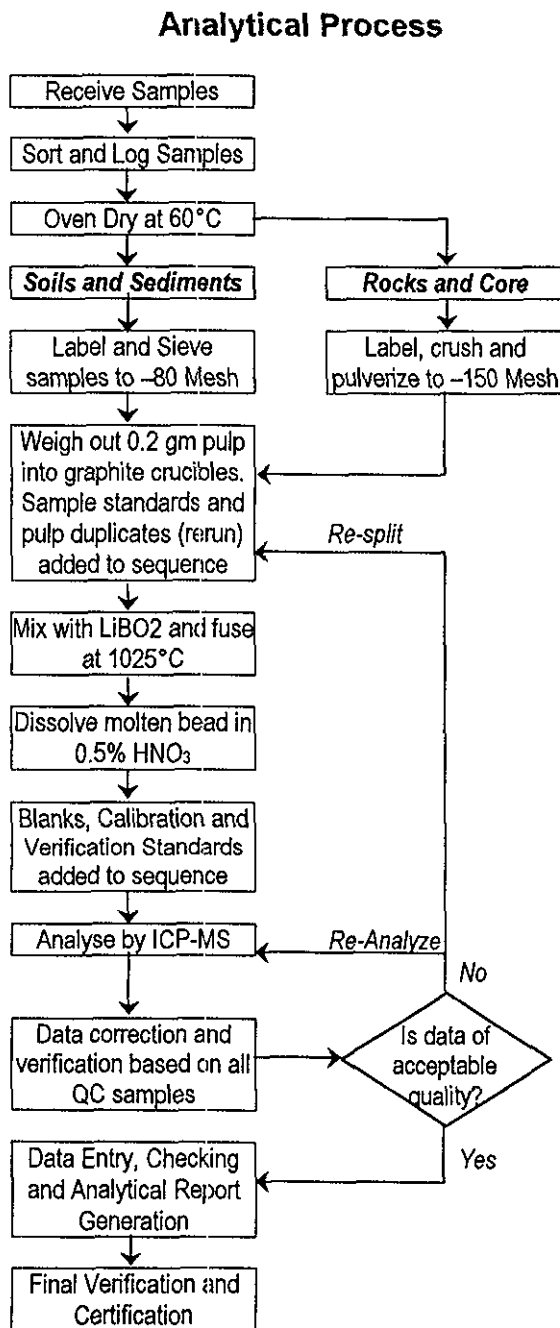 Analytical Process
Receive Samples
Sort and Log Samples
Oven Dry at 60°C
Soils and Sediments
Rocks and Core
Label and Sieve
samples to –80 Mesh
Label, crush and
pulverize to –150 Mesh
Weigh out 0.2 gm pulp
into graphite crucibles.
Sample standards and
pulp duplicates (rerun)
added to sequence
Re-split
Mix with LiBO2 and fuse
at 1025°C
Dissolve molten bead in
0.5% HNO₃
Blanks, Calibration and
Verification Standards
added to sequence
Analyse by ICP-MS
Re-Analyze
No
Data correction and
verification based on all
QC samples
Is data of
acceptable
quality?
Yes
Data Entry, Checking
and Analytical Report
Generation
Final Verification and
Certification